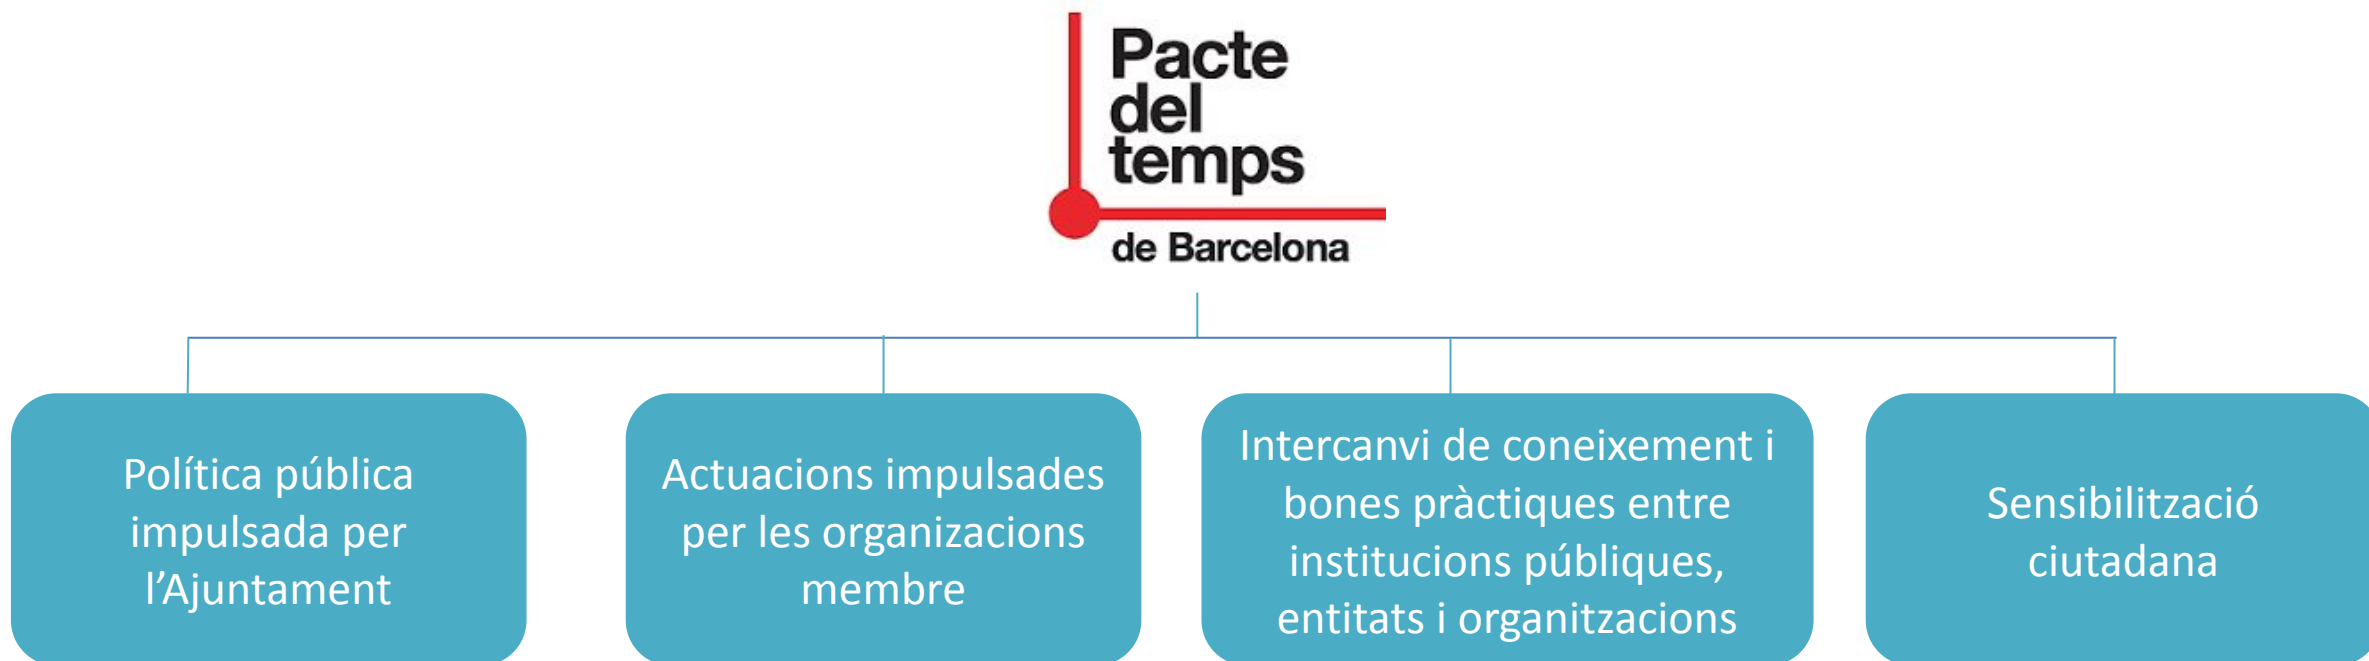 Pacte
del
temps
de Barcelona
Política pública
impulsada per
l’Ajuntament
Actuacions impulsades
per les organizacions
membre
Intercanvi de coneixement i
bones pràctiques entre
institucions públiques,
entitats i organitzacions
Sensibilització
ciutadana